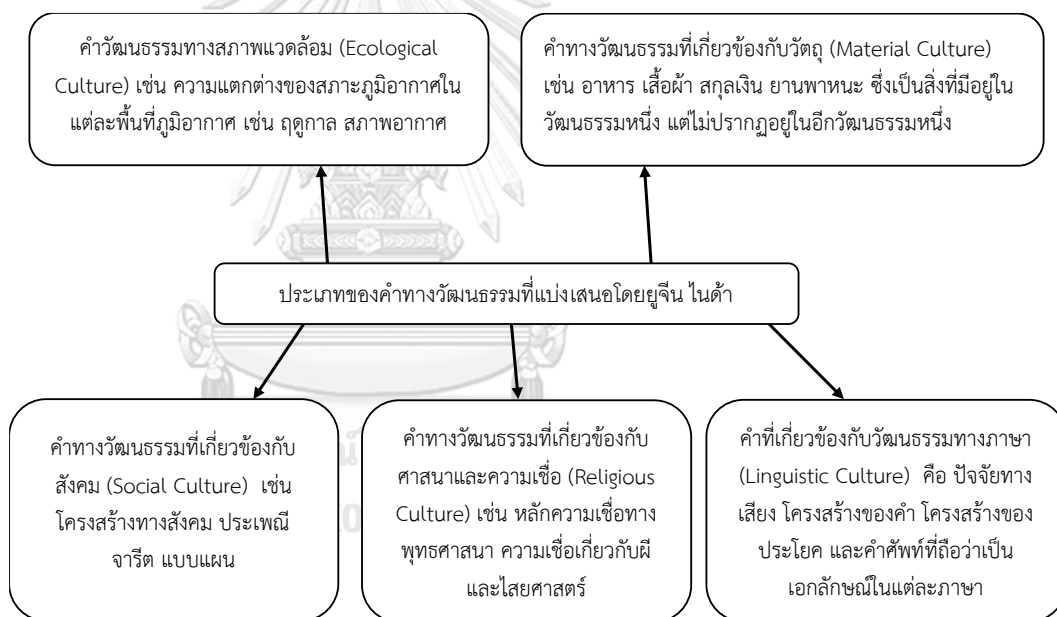 คำวัฒนธรรมทางสภาพแวดล้อม (Ecological
Culture) เช่น ความแตกต่างของสภาะภูมิอากาศใน
แต่ละพื้นที่ภูมิอากาศ เช่น ฤดูกาล สภาพอากาศ
คำทางวัฒนธรรมที่เกี่ยวข้องกับวัตถุ (Material Culture)
เช่น อาหาร เสื้อผ้า สกุลเงิน ยานพาหนะ ซึ่งเป็นสิ่งที่มีอยู่ใน
วัฒนธรรมหนึ่ง แต่ไม่ปรากฏอยู่ในอีกวัฒนธรรมหนึ่ง
ประเภทของคำทางวัฒนธรรมที่แบ่งเสนอโดยยูจีน ไนด้า
คำทางวัฒนธรรมที่เกี่ยวข้องกับ
สังคม (Social Culture) เช่น
โครงสร้างทางสังคม ประเพณี
จารีต แบบแผน
คำทางวัฒนธรรมที่เกี่ยวข้องกับ
ศาสนาและความเชื่อ (Religious
Culture) เช่น หลักความเชื่อทาง
พุทธศาสนา ความเชื่อเกี่ยวกับผี
และไสยศาสตร์
คำที่เกี่ยวข้องกับวัฒนธรรมทางภาษา
(Linguistic Culture) คือ ปัจจัยทาง
เสียง โครงสร้างของคำ โครงสร้างของ
ประโยค และคำศัพท์ที่ถือว่าเป็น
เอกลักษณ์ในแต่ละภาษา